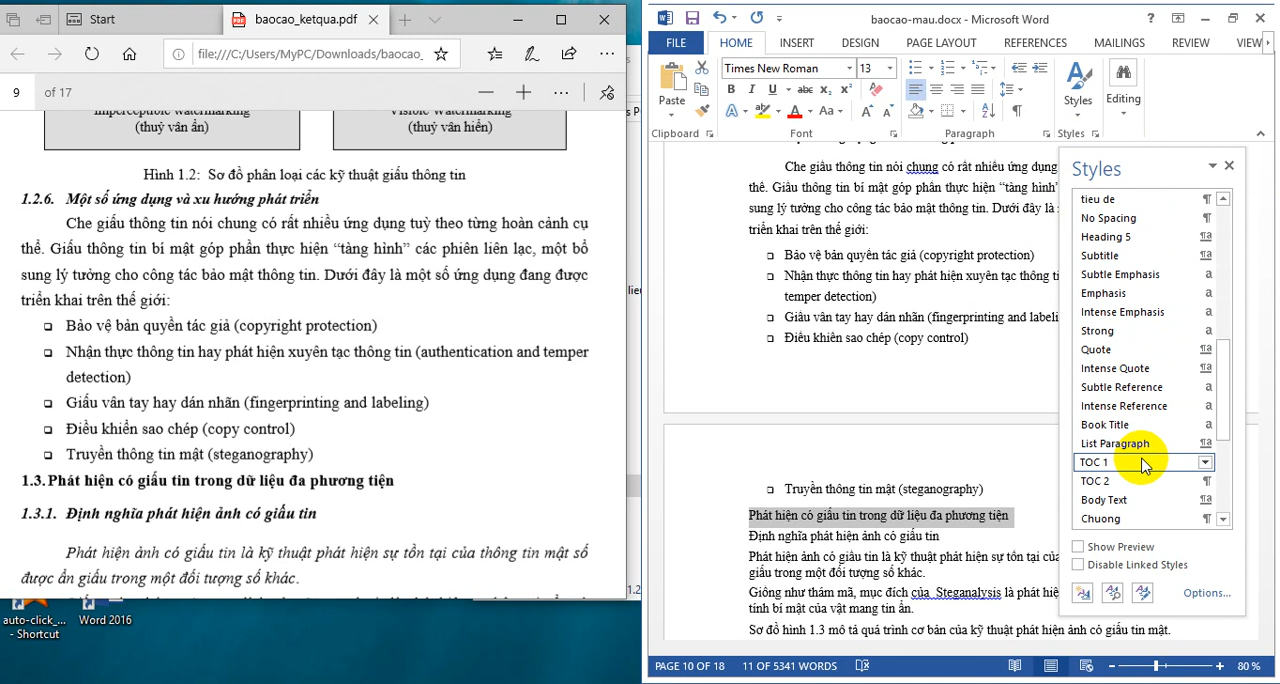 Start
baocao_ketqua.pdf
file:///C:/Users/MyPC/Downloads/baocao_
9 of 17
Imperceptible watermarking
(thuỷ vân ẩn)
Visible watermarking
(thuỷ vân hiển)
Hình 1.2: Sơ đồ phân loại các kỹ thuật giấu thông tin
1.2.6. Một số ứng dụng và xu hướng phát triển
Che giấu thông tin nói chung có rất nhiều ứng dụng tuỳ theo từng hoàn cảnh cụ
thể. Giấu thông tin bí mật góp phần thực hiện “tàng hình” các phiên liên lạc, một bổ
sung lý tưởng cho công tác bảo mật thông tin. Dưới đây là một số ứng dụng đang được
triển khai trên thế giới:
❑ Bảo vệ bản quyền tác giả (copyright protection)
❑ Nhận thực thông tin hay phát hiện xuyên tạc thông tin (authentication and temper
detection)
❑ Giấu vân tay hay dán nhãn (fingerprinting and labeling)
❑ Điều khiển sao chép (copy control)
❑ Truyền thông tin mật (steganography)
1.3. Phát hiện có giấu tin trong dữ liệu đa phương tiện
1.3.1. Định nghĩa phát hiện ảnh có giấu tin
Phát hiện ảnh có giấu tin là kỹ thuật phát hiện sự tồn tại của thông tin mật số
được ẩn giấu trong một đối tượng số khác.
auto-click_...
- Shortcut
Word 2016
baocao-mau.docx - Microsoft Word
FILE HOME INSERT DESIGN PAGE LAYOUT REFERENCES MAILINGS REVIEW VIEW
Times New Roman 13
Paste
B I U abc x₂ x²
A Aa A A
Styles
Editing
Clipboard Font Paragraph Styles
Che giấu thông tin nói chung có rất nhiều ứng dụng
thể. Giấu thông tin bí mật góp phần thực hiện “tàng hình”
sung lý tưởng cho công tác bảo mật thông tin. Dưới đây là
triển khai trên thế giới:
❑ Bảo vệ bản quyền tác giả (copyright protection)
❑ Nhận thực thông tin hay phát hiện xuyên tạc thông ti
temper detection)
❑ Giấu vân tay hay dán nhãn (fingerprinting and labeli
❑ Điều khiển sao chép (copy control)
❑ Truyền thông tin mật (steganography)
Phát hiện có giấu tin trong dữ liệu đa phương tiện
Định nghĩa phát hiện ảnh có giấu tin
Phát hiện ảnh có giấu tin là kỹ thuật phát hiện sự tồn tại của
giấu trong một đối tượng số khác.
Giông như thám mã, mục đích của Steganalysis là phát hiện
tính bí mật của vật mang tin ẩn.
Sơ đồ hình 1.3 mô tả quá trình cơ bản của kỹ thuật phát hiện ảnh có giấu tin mật.
Styles
tieu de
No Spacing
Heading 5
Subtitle
Subtle Emphasis
Emphasis
Intense Emphasis
Strong
Quote
Intense Quote
Subtle Reference
Intense Reference
Book Title
List Paragraph
TOC 1
TOC 2
Body Text
Chuong
Show Preview
Disable Linked Styles
Options...
PAGE 10 OF 18 11 OF 5341 WORDS 80 %